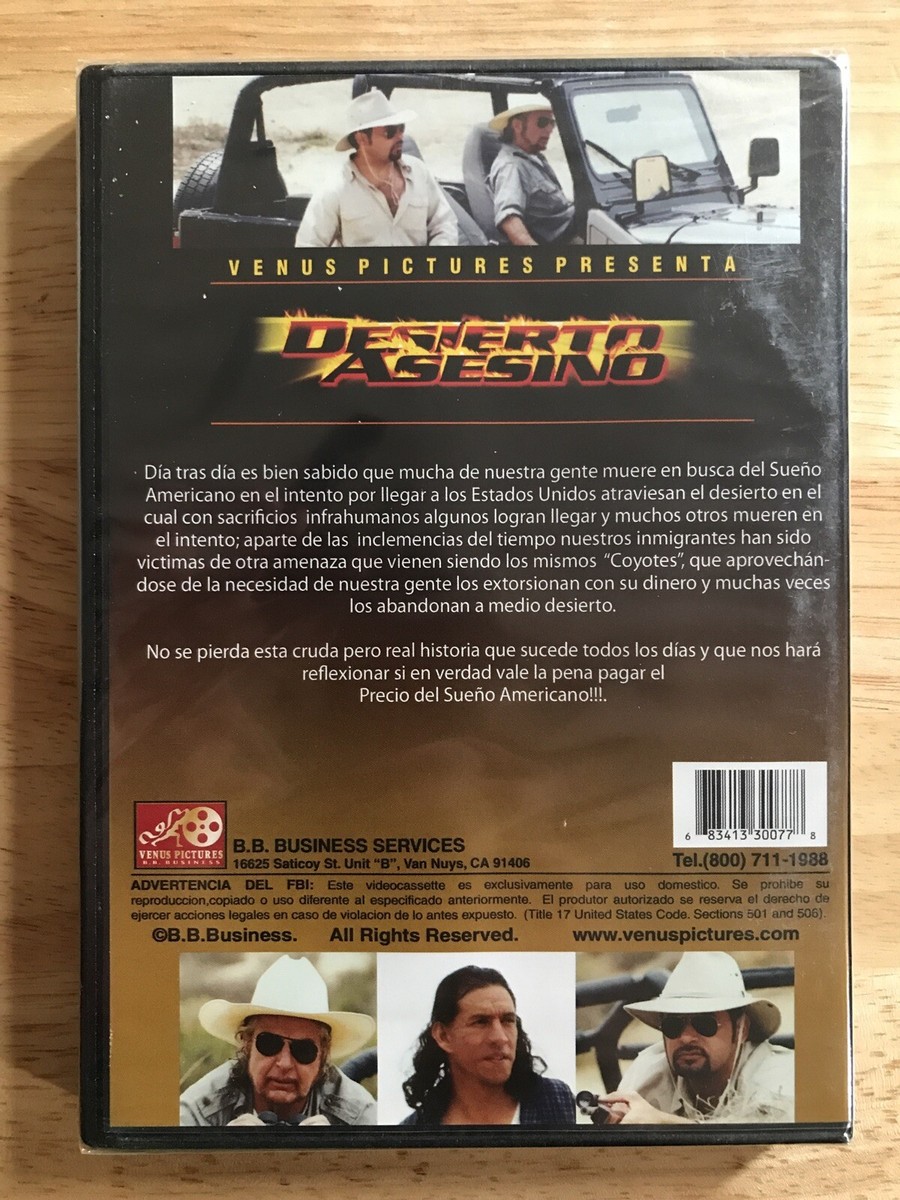 VENUS PICTURES PRESENTA
DESIERTO
ASESINO
Día tras día es bien sabido que mucha de nuestra gente muere en busca del Sueño
Americano en el intento por llegar a los Estados Unidos atraviesan el desierto en el
cual con sacrificios infrahumanos algunos logran llegar y muchos otros mueren en
el intento; aparte de las inclemencias del tiempo nuestros inmigrantes han sido
victimas de otra amenaza que vienen siendo los mismos “Coyotes”, que aprovechán-
dose de la necesidad de nuestra gente los extorsionan con su dinero y muchas veces
los abandonan a medio desierto.
No se pierda esta cruda pero real historia que sucede todos los días y que nos hará
reflexionar si en verdad vale la pena pagar el
Precio del Sueño Americano!!!.
6 83413 30077 8
VENUS PICTURES
B.B. BUSINESS
B.B. BUSINESS SERVICES
16625 Saticoy St. Unit “B”, Van Nuys, CA 91406
Tel.(800) 711-1988
ADVERTENCIA DEL FBI: Este videocassette es exclusivamente para uso domestico. Se prohibe su
reproduccion,copiado o uso diferente al especificado anteriormente. El produtor autorizado se reserva el derecho de
ejercer acciones legales en caso de violacion de lo antes expuesto. (Title 17 United States Code. Sections 501 and 506).
©B.B.Business. All Rights Reserved. www.venuspictures.com